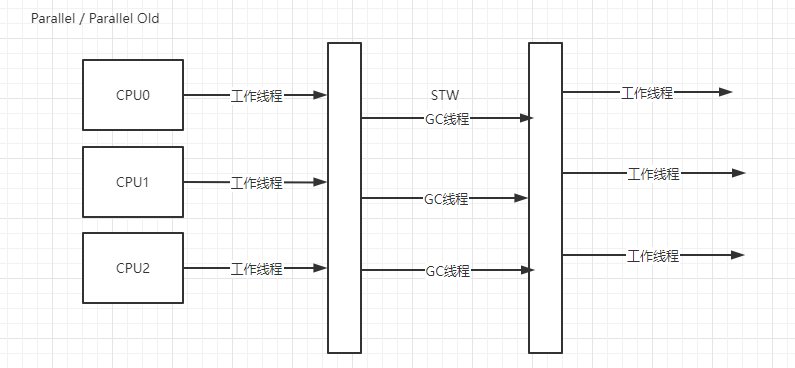 Parallel / Parallel Old
CPU0
工作线程
STW
工作线程
GC线程
CPU1
工作线程
工作线程
GC线程
CPU2
工作线程
工作线程
GC线程